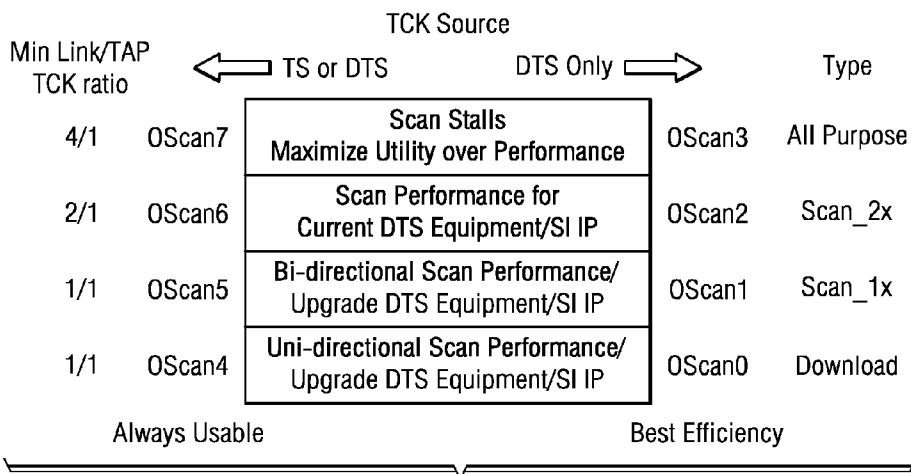 TCK Source
Min Link/TAP
TCK ratio
TS or DTS
DTS Only
Type
4/1
OScan7
Scan Stalls
Maximize Utility over Performance
OScan3
All Purpose
2/1
OScan6
Scan Performance for
Current DTS Equipment/SI IP
OScan2
Scan_2x
1/1
OScan5
Bi-directional Scan Performance/
Upgrade DTS Equipment/SI IP
OScan1
Scan_1x
1/1
OScan4
Uni-directional Scan Performance/
Upgrade DTS Equipment/SI IP
OScan0
Download
Always Usable
Best Efficiency